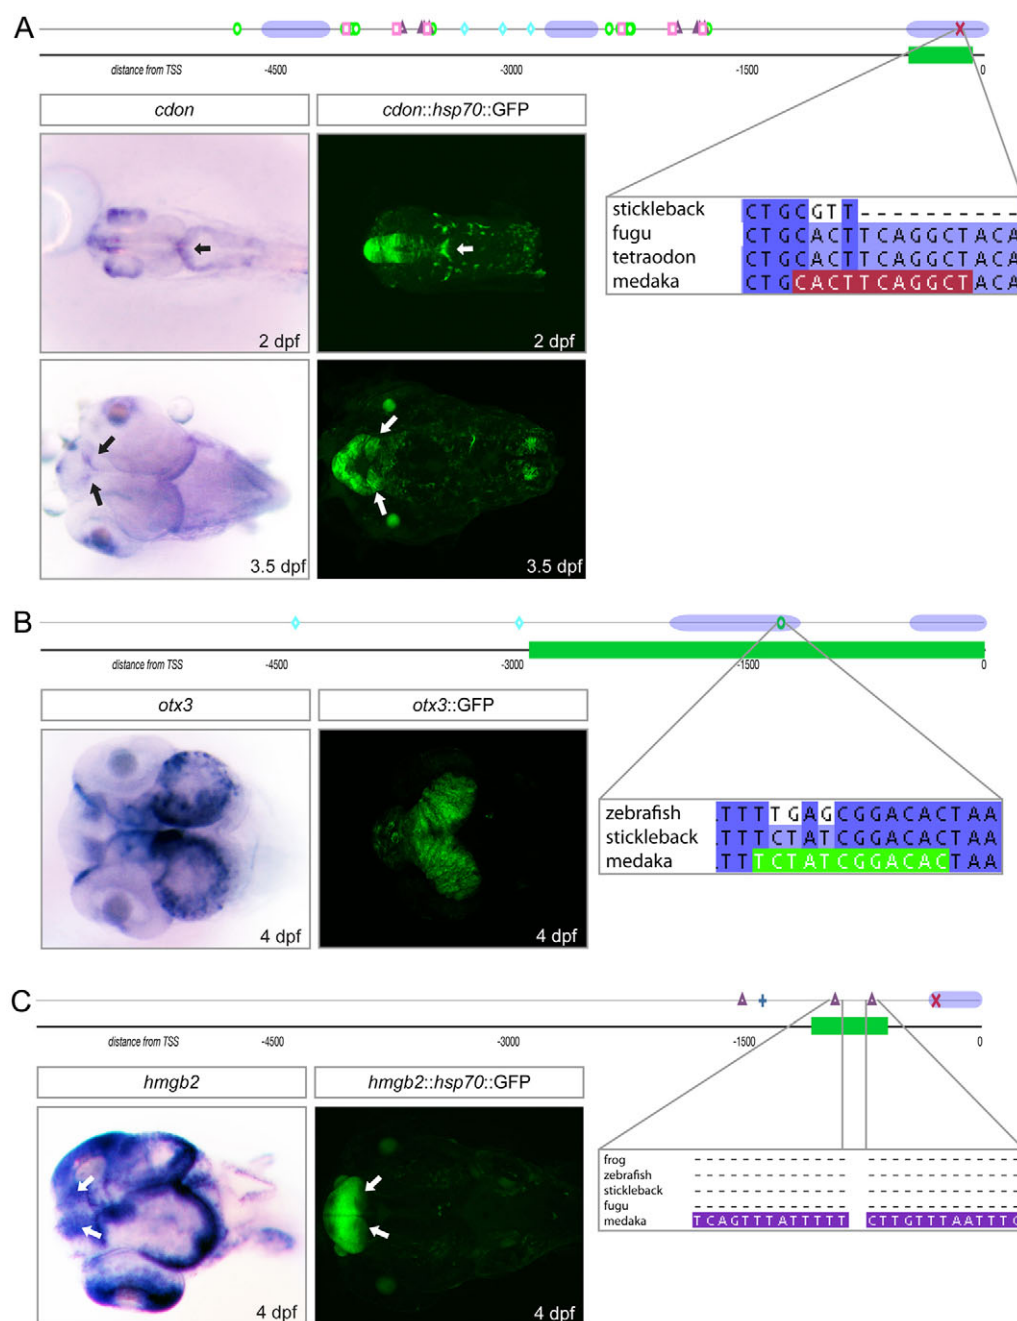 A
distance from TSS -4500 -3000 -1500 0
cdon cdon::hsp70::GFP
2 dpf 2 dpf
stickleback CTGCGTT----------
fugu CTGCACTTCAGGCTACA
tetraodon CTGCACTTCAGGCTACA
medaka CTGCACTTCAGGCTACA
3.5 dpf 3.5 dpf
B
distance from TSS -4500 -3000 -1500 0
otx3 otx3::GFP
zebrafish .TTTTGAGCGGACACTAA
stickleback .TTTCTATCGGACACTAA
medaka .TTTCTATCGGACACTAA
4 dpf 4 dpf
C
distance from TSS -4500 -3000 -1500 0
hmgb2 hmgb2::hsp70::GFP
frog -------------- --------------
zebrafish -------------- --------------
stickleback -------------- --------------
fugu -------------- --------------
medaka TCAGTTTATTTTT CTTGTTTAATTTG
4 dpf 4 dpf